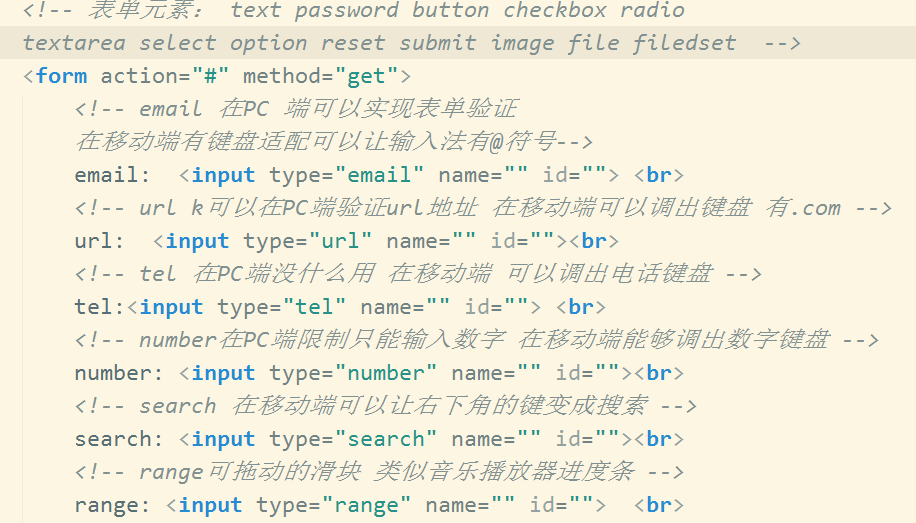 <!-- 表单元素： text password button checkbox radio
textarea select option reset submit image file filedset  -->
<form action="#" method="get">
    <!-- email 在PC 端可以实现表单验证
    在移动端有键盘适配可以让输入法有@符号-->
    email:  <input type="email" name="" id=""> <br>
    <!-- url k可以在PC端验证url地址 在移动端可以调出键盘 有.com -->
    url:  <input type="url" name="" id=""><br>
    <!-- tel 在PC端没什么用 在移动端 可以调出电话键盘 -->
    tel:<input type="tel" name="" id=""> <br>
    <!-- number在PC端限制只能输入数字 在移动端能够调出数字键盘 -->
    number: <input type="number" name="" id=""><br>
    <!-- search 在移动端可以让右下角的键变成搜索 -->
    search: <input type="search" name="" id=""><br>
    <!-- range可拖动的滑块 类似音乐播放器进度条 -->
    range: <input type="range" name="" id="">  <br>